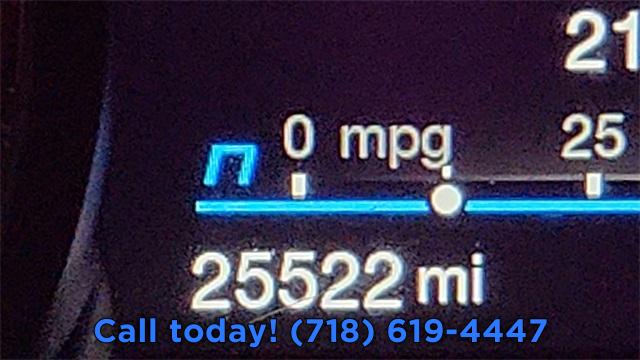 21
0 mpg 25
25522 mi
Call today! (718) 619-4447